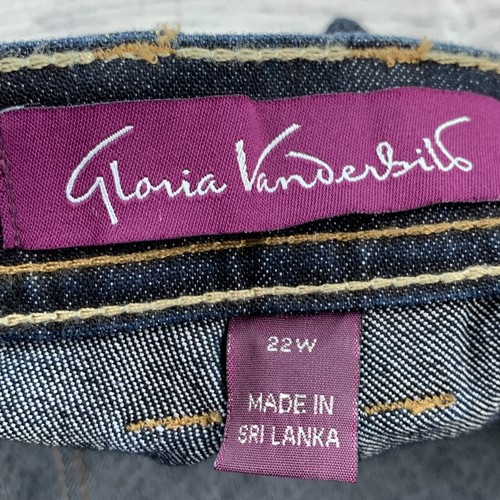 Gloria Vanderbilt
22W
MADE IN
SRI LANKA